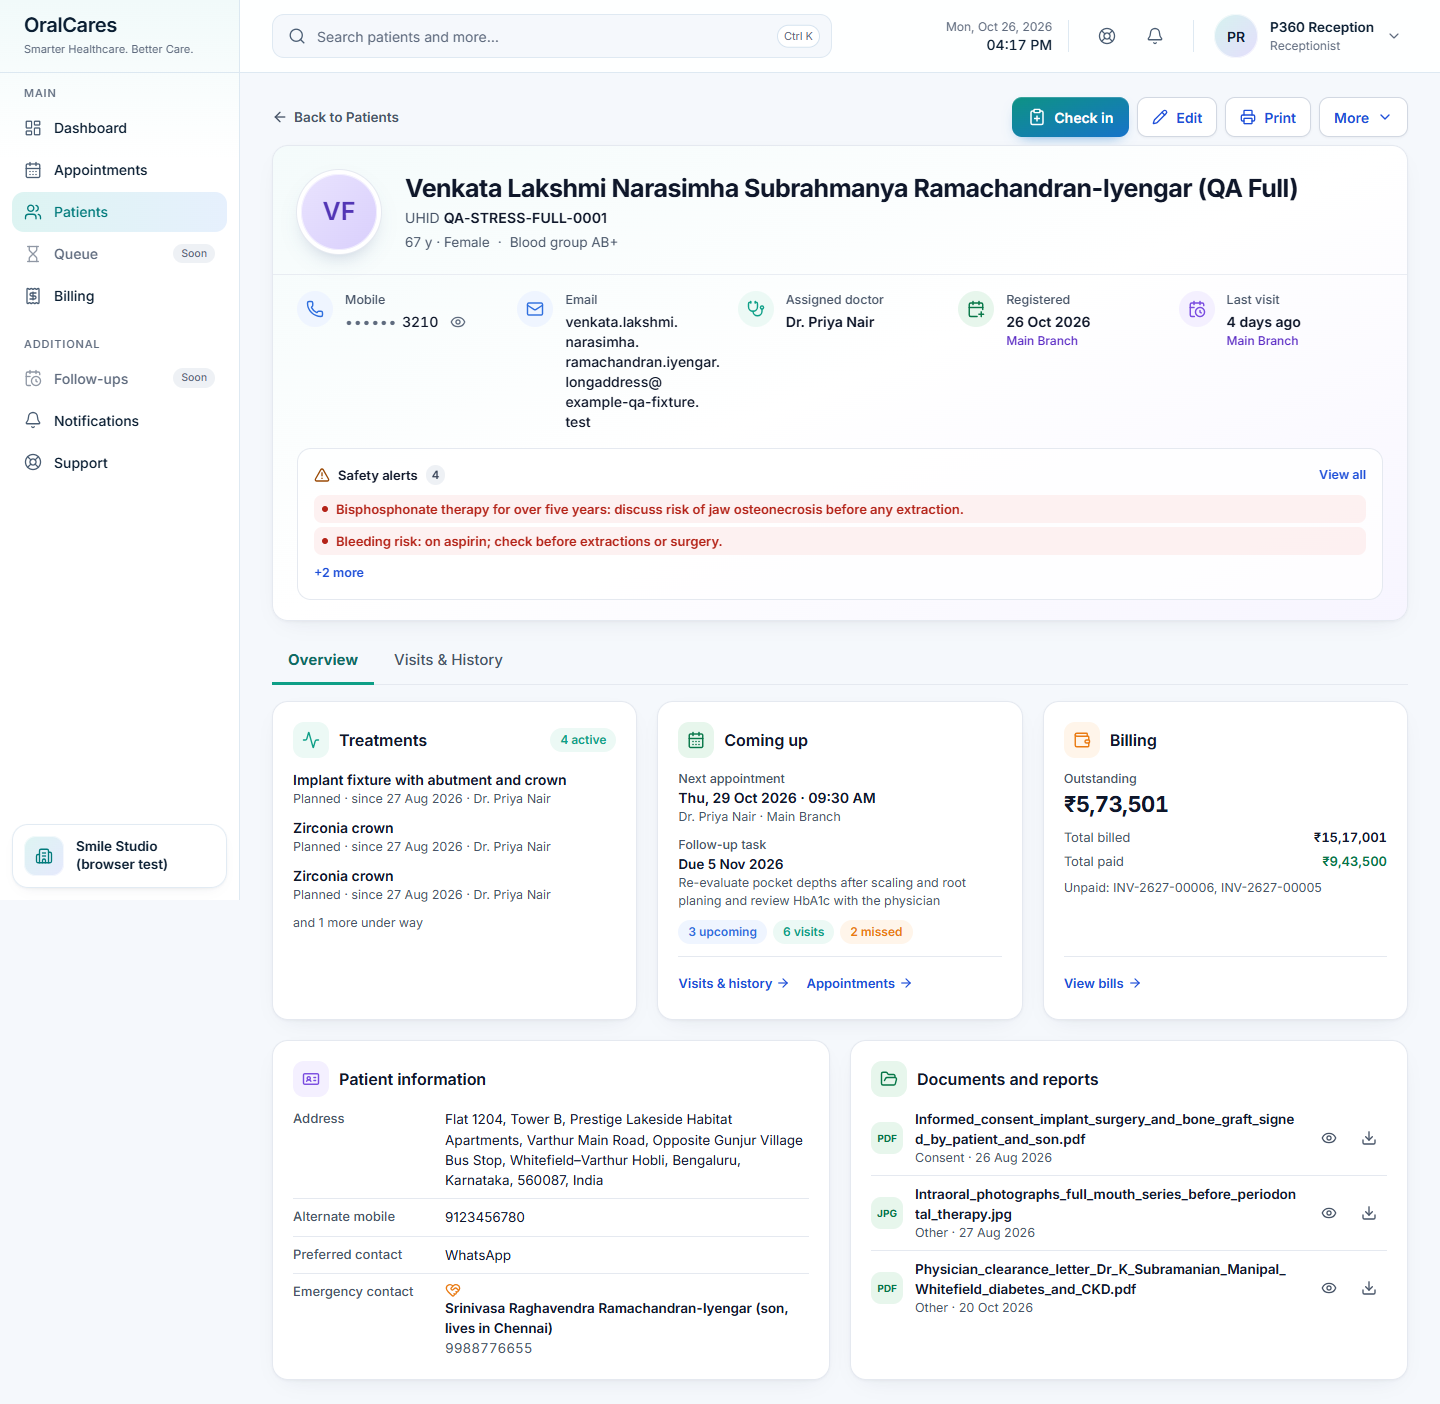 OralCares
Smarter Healthcare. Better Care.
Search patients and more...
Ctrl K
Mon, Oct 26, 2026
04:17 PM
PR
P360 Reception
Receptionist
MAIN
Dashboard
Appointments
Patients
Queue
Soon
Billing
ADDITIONAL
Follow-ups
Soon
Notifications
Support
Smile Studio
(browser test)
Back to Patients
Check in
Edit
Print
More
VF
Venkata Lakshmi Narasimha Subrahmanya Ramachandran-Iyengar (QA Full)
UHID QA-STRESS-FULL-0001
67 y · Female · Blood group AB+
Mobile
•••••• 3210
Email
venkata.lakshmi.
narasimha.
ramachandran.iyengar.
longaddress@
example-qa-fixture.
test
Assigned doctor
Dr. Priya Nair
Registered
26 Oct 2026
Main Branch
Last visit
4 days ago
Main Branch
Safety alerts
4
View all
Bisphosphonate therapy for over five years: discuss risk of jaw osteonecrosis before any extraction.
Bleeding risk: on aspirin; check before extractions or surgery.
+2 more
Overview
Visits & History
Treatments
4 active
Implant fixture with abutment and crown
Planned · since 27 Aug 2026 · Dr. Priya Nair
Zirconia crown
Planned · since 27 Aug 2026 · Dr. Priya Nair
Zirconia crown
Planned · since 27 Aug 2026 · Dr. Priya Nair
and 1 more under way
Coming up
Next appointment
Thu, 29 Oct 2026 · 09:30 AM
Dr. Priya Nair · Main Branch
Follow-up task
Due 5 Nov 2026
Re-evaluate pocket depths after scaling and root
planing and review HbA1c with the physician
3 upcoming
6 visits
2 missed
Visits & history
Appointments
Billing
Outstanding
₹5,73,501
Total billed
₹15,17,001
Total paid
₹9,43,500
Unpaid: INV-2627-00006, INV-2627-00005
View bills
Patient information
Address
Flat 1204, Tower B, Prestige Lakeside Habitat
Apartments, Varthur Main Road, Opposite Gunjur Village
Bus Stop, Whitefield–Varthur Hobli, Bengaluru,
Karnataka, 560087, India
Alternate mobile
9123456780
Preferred contact
WhatsApp
Emergency contact
Srinivasa Raghavendra Ramachandran-Iyengar (son,
lives in Chennai)
9988776655
Documents and reports
PDF
Informed_consent_implant_surgery_and_bone_graft_signe
d_by_patient_and_son.pdf
Consent · 26 Aug 2026
JPG
Intraoral_photographs_full_mouth_series_before_periodon
tal_therapy.jpg
Other · 27 Aug 2026
PDF
Physician_clearance_letter_Dr_K_Subramanian_Manipal_
Whitefield_diabetes_and_CKD.pdf
Other · 20 Oct 2026